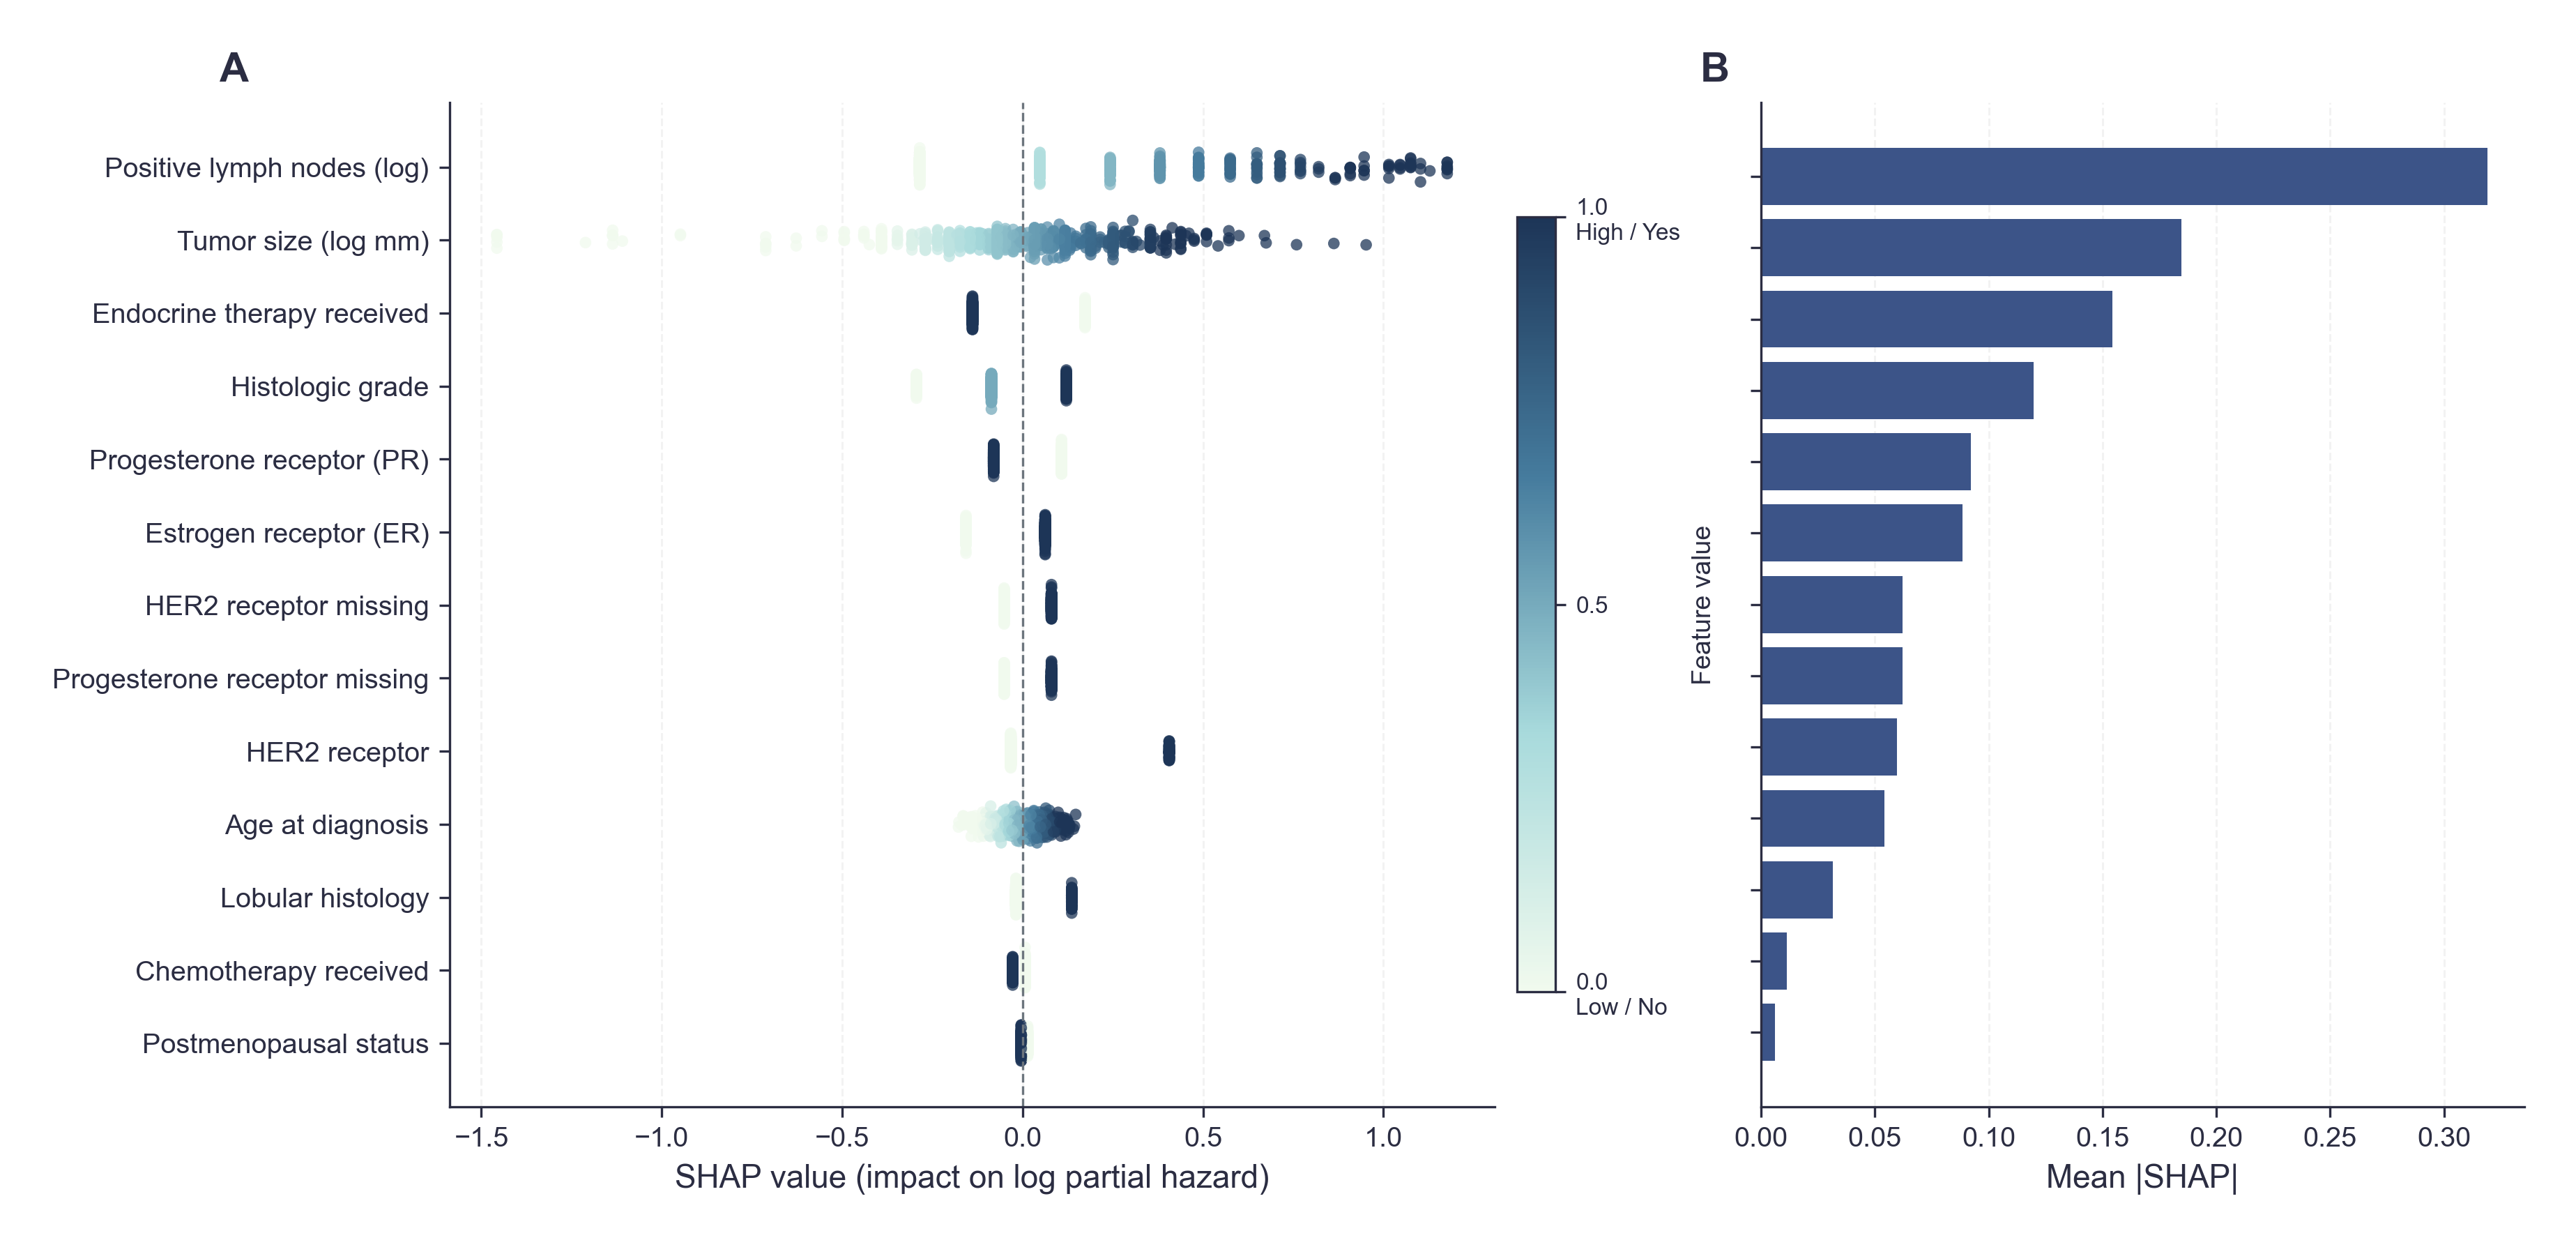 A
Positive lymph nodes (log)
Tumor size (log mm)
Endocrine therapy received
Histologic grade
Progesterone receptor (PR)
Estrogen receptor (ER)
HER2 receptor missing
Progesterone receptor missing
HER2 receptor
Age at diagnosis
Lobular histology
Chemotherapy received
Postmenopausal status
−1.5 −1.0 −0.5 0.0 0.5 1.0
SHAP value (impact on log partial hazard)
1.0
High / Yes
0.5
0.0
Low / No
Feature value
B
0.00 0.05 0.10 0.15 0.20 0.25 0.30
Mean |SHAP|